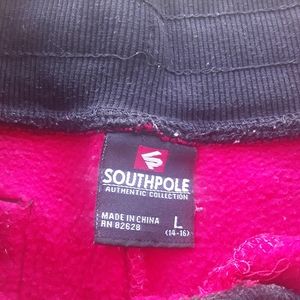 SOUTHPOLE
AUTHENTIC COLLECTION
MADE IN CHINA
RN 82628
L
(14-16)